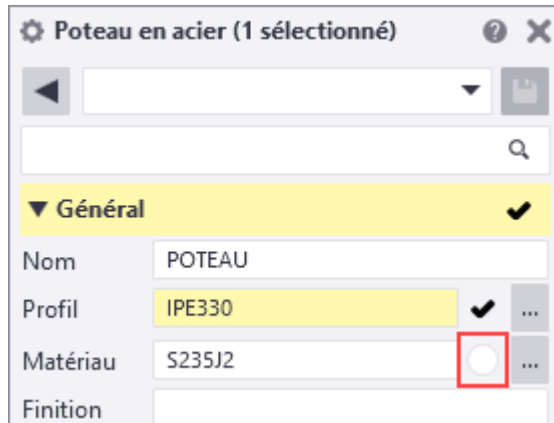 Poteau en acier (1 sélectionné)
Général
Nom POTEAU
Profil IPE330 ...
Matériau S235J2 ...
Finition